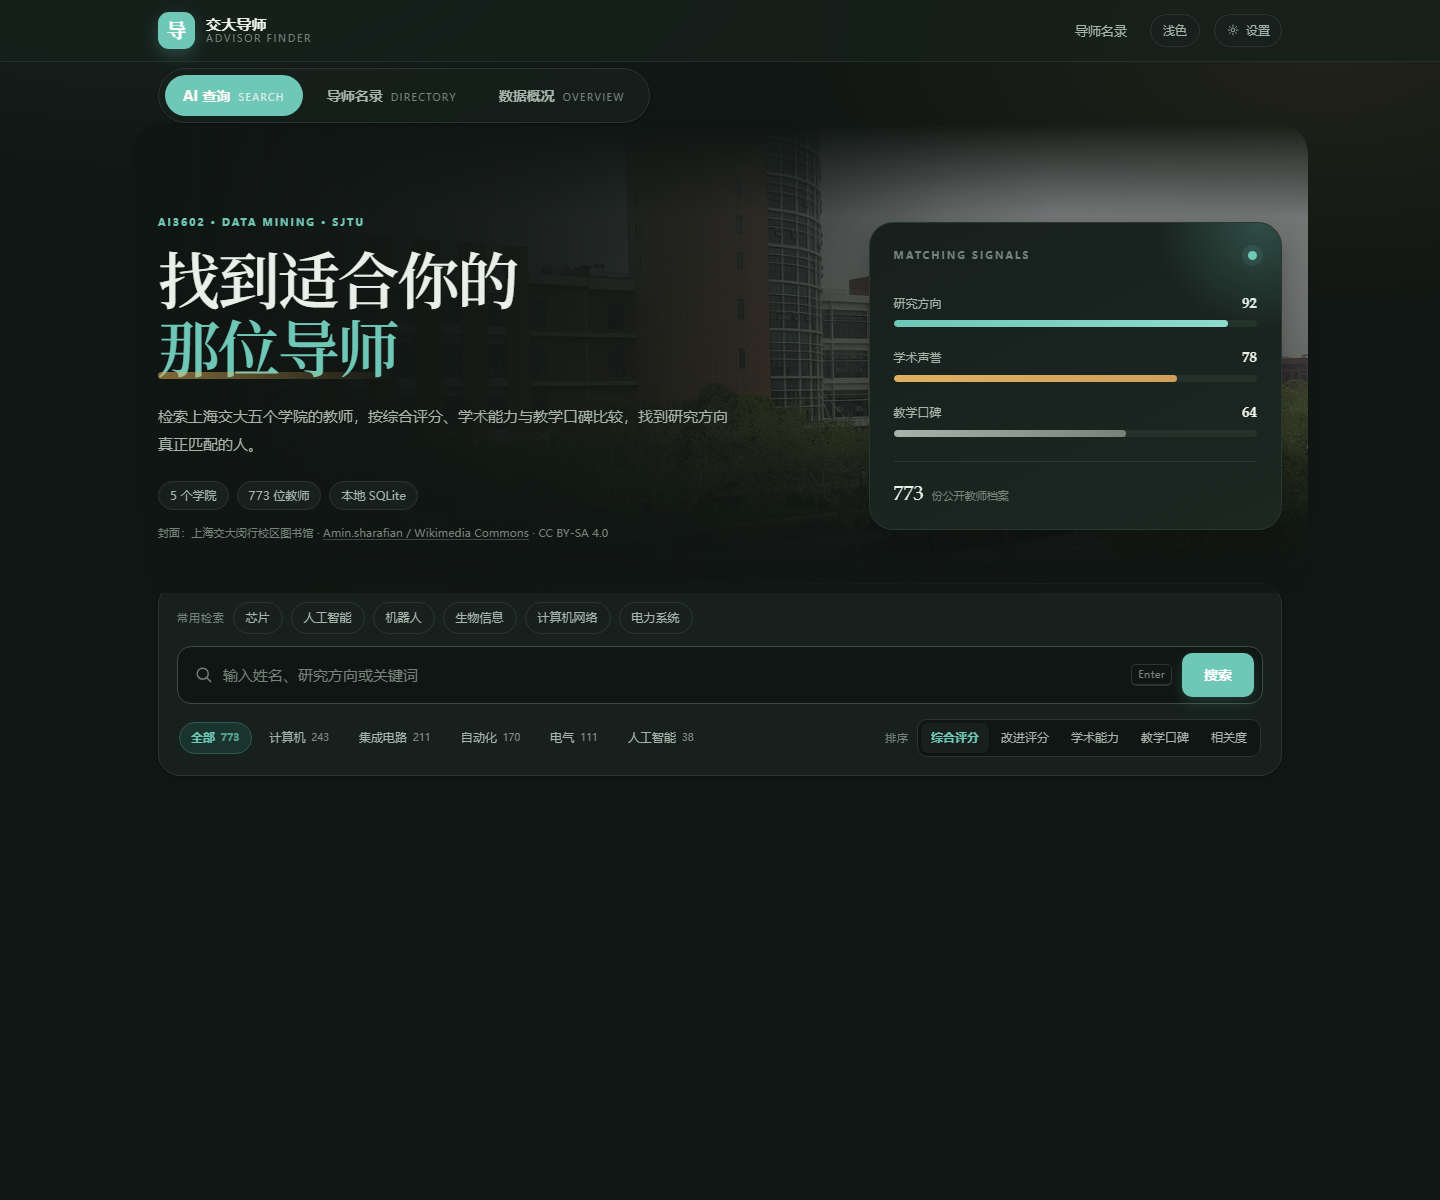 导
交大导师
ADVISOR FINDER
导师名录
浅色
设置
AI 查询 SEARCH
导师名录 DIRECTORY
数据概况 OVERVIEW
AI3602 • DATA MINING • SJTU
找到适合你的
那位导师
检索上海交大五个学院的教师，按综合评分、学术能力与教学口碑比较，找到研究方向
真正匹配的人。
5 个学院
773 位教师
本地 SQLite
封面：上海交大闵行校区图书馆 · Amin.sharafian / Wikimedia Commons · CC BY-SA 4.0
MATCHING SIGNALS
研究方向 92
学术声誉 78
教学口碑 64
773 份公开教师档案
常用检索 芯片 人工智能 机器人 生物信息 计算机网络 电力系统
输入姓名、研究方向或关键词 Enter 搜索
全部 773 计算机 243 集成电路 211 自动化 170 电气 111 人工智能 38
排序 综合评分 改进评分 学术能力 教学口碑 相关度